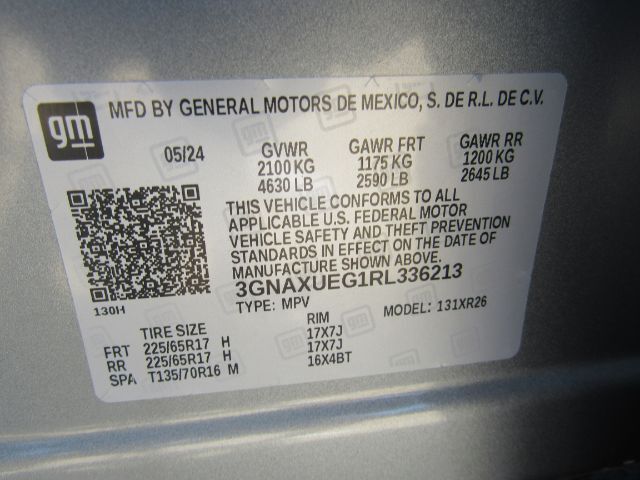 gm
MFD BY GENERAL MOTORS DE MEXICO, S. DE R.L. DE C.V.
05/24 GVWR GAWR FRT GAWR RR
2100 KG 1175 KG 1200 KG
4630 LB 2590 LB 2645 LB
THIS VEHICLE CONFORMS TO ALL
APPLICABLE U.S. FEDERAL MOTOR
VEHICLE SAFETY AND THEFT PREVENTION
STANDARDS IN EFFECT ON THE DATE OF
MANUFACTURE SHOWN ABOVE.
3GNAXUEG1RL336213
130H TYPE: MPV MODEL: 131XR26
TIRE SIZE RIM
FRT 225/65R17 H 17X7J
RR 225/65R17 H 17X7J
SPA T135/70R16 M 16X4BT